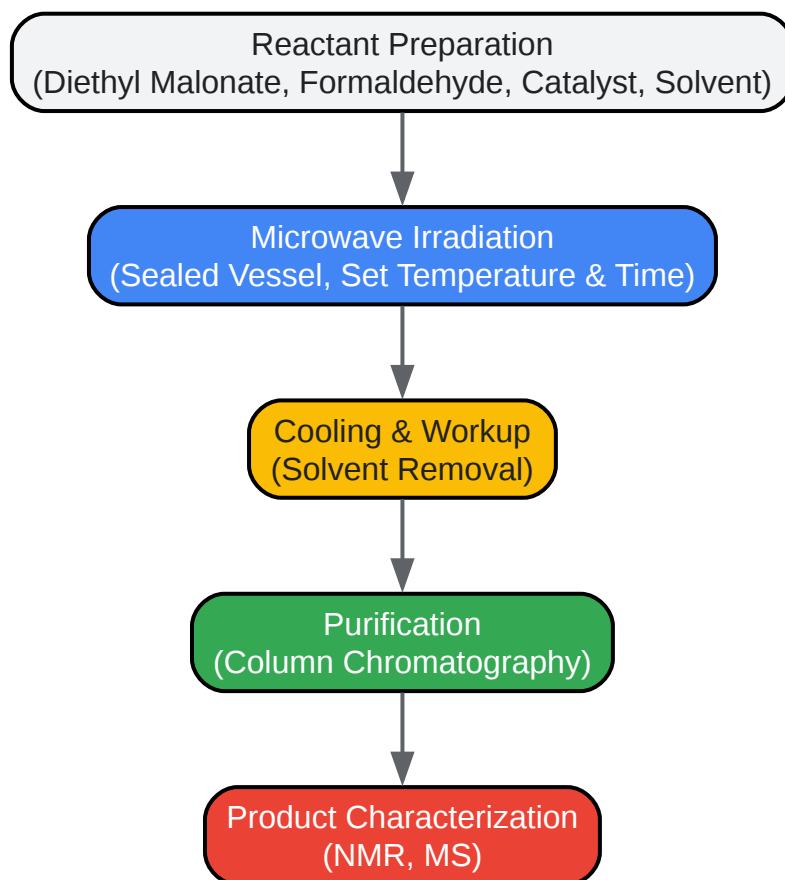 Reactant Preparation
(Diethyl Malonate, Formaldehyde, Catalyst, Solvent)
Microwave Irradiation
(Sealed Vessel, Set Temperature & Time)
Cooling & Workup
(Solvent Removal)
Purification
(Column Chromatography)
Product Characterization
(NMR, MS)